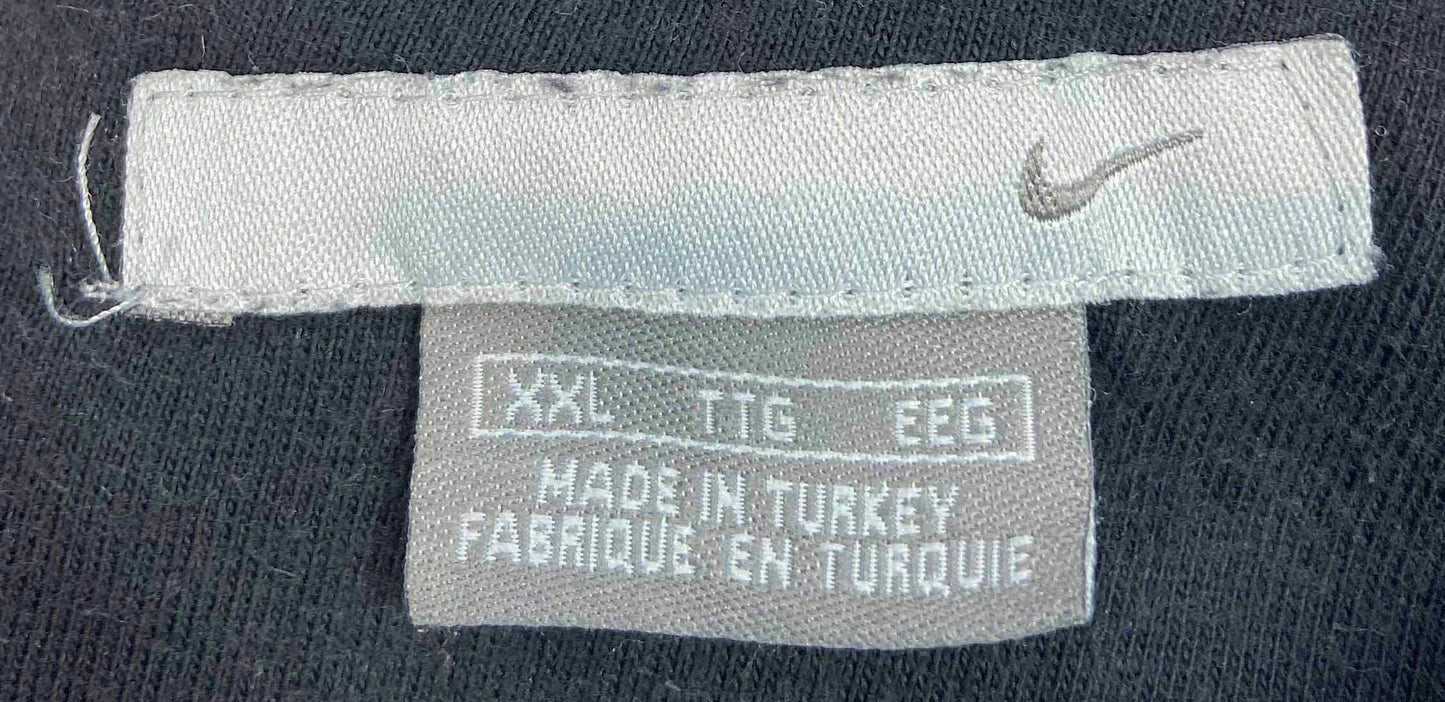 XXL TTG EEG
MADE IN TURKEY
FABRIQUE EN TURQUIE